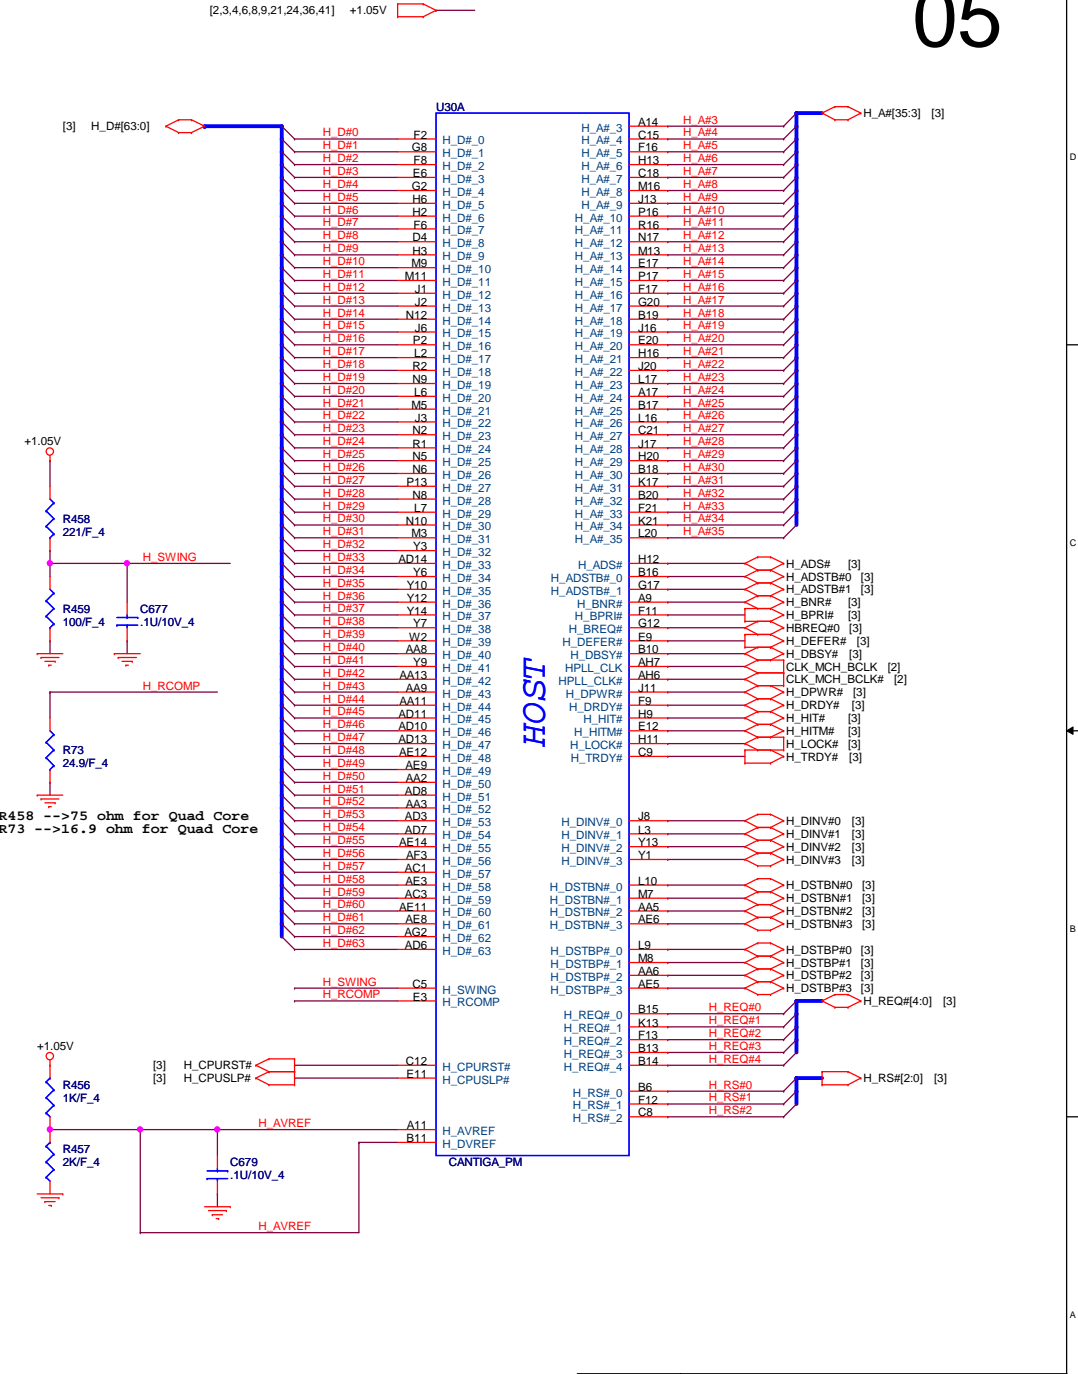 [2,3,4,6,8,9,21,24,36,41] +1.05V
05
U30A
[3] H_D#[63:0]
H_A#[35:3] [3]
H_D#0 F2 H_D#_0
H_D#1 G8 H_D#_1
H_D#2 F8 H_D#_2
H_D#3 E6 H_D#_3
H_D#4 G2 H_D#_4
H_D#5 H6 H_D#_5
H_D#6 H2 H_D#_6
H_D#7 F6 H_D#_7
H_D#8 D4 H_D#_8
H_D#9 H3 H_D#_9
H_D#10 M9 H_D#_10
H_D#11 M11 H_D#_11
H_D#12 J1 H_D#_12
H_D#13 J2 H_D#_13
H_D#14 N12 H_D#_14
H_D#15 J6 H_D#_15
H_D#16 P2 H_D#_16
H_D#17 L2 H_D#_17
H_D#18 R2 H_D#_18
H_D#19 N9 H_D#_19
H_D#20 L6 H_D#_20
H_D#21 M5 H_D#_21
H_D#22 J3 H_D#_22
H_D#23 N2 H_D#_23
H_D#24 R1 H_D#_24
H_D#25 N5 H_D#_25
H_D#26 N6 H_D#_26
H_D#27 P13 H_D#_27
H_D#28 N8 H_D#_28
H_D#29 L7 H_D#_29
H_D#30 N10 H_D#_30
H_D#31 M3 H_D#_31
H_D#32 Y3 H_D#_32
H_D#33 AD14 H_D#_33
H_D#34 Y6 H_D#_34
H_D#35 Y10 H_D#_35
H_D#36 Y12 H_D#_36
H_D#37 Y14 H_D#_37
H_D#38 Y7 H_D#_38
H_D#39 W2 H_D#_39
H_D#40 AA8 H_D#_40
H_D#41 Y9 H_D#_41
H_D#42 AA13 H_D#_42
H_D#43 AA9 H_D#_43
H_D#44 AA11 H_D#_44
H_D#45 AD11 H_D#_45
H_D#46 AD10 H_D#_46
H_D#47 AD13 H_D#_47
H_D#48 AE12 H_D#_48
H_D#49 AE9 H_D#_49
H_D#50 AA2 H_D#_50
H_D#51 AD8 H_D#_51
H_D#52 AA3 H_D#_52
H_D#53 AD3 H_D#_53
H_D#54 AD7 H_D#_54
H_D#55 AE14 H_D#_55
H_D#56 AF3 H_D#_56
H_D#57 AC1 H_D#_57
H_D#58 AE3 H_D#_58
H_D#59 AC3 H_D#_59
H_D#60 AE11 H_D#_60
H_D#61 AE8 H_D#_61
H_D#62 AG2 H_D#_62
H_D#63 AD6 H_D#_63
H_SWING C5 H_SWING
H_RCOMP E3 H_RCOMP
[3] H_CPURST# C12 H_CPURST#
[3] H_CPUSLP# E11 H_CPUSLP#
H_AVREF A11 H_AVREF
B11 H_DVREF
H_AVREF
CANTIGA_PM
HOST
H_A#_3 A14 H_A#3
H_A#_4 C15 H_A#4
H_A#_5 F16 H_A#5
H_A#_6 H13 H_A#6
H_A#_7 C18 H_A#7
H_A#_8 M16 H_A#8
H_A#_9 J13 H_A#9
H_A#_10 P16 H_A#10
H_A#_11 R16 H_A#11
H_A#_12 N17 H_A#12
H_A#_13 M13 H_A#13
H_A#_14 E17 H_A#14
H_A#_15 P17 H_A#15
H_A#_16 F17 H_A#16
H_A#_17 G20 H_A#17
H_A#_18 B19 H_A#18
H_A#_19 J16 H_A#19
H_A#_20 E20 H_A#20
H_A#_21 H16 H_A#21
H_A#_22 J20 H_A#22
H_A#_23 L17 H_A#23
H_A#_24 A17 H_A#24
H_A#_25 B17 H_A#25
H_A#_26 L16 H_A#26
H_A#_27 C21 H_A#27
H_A#_28 J17 H_A#28
H_A#_29 H20 H_A#29
H_A#_30 B18 H_A#30
H_A#_31 K17 H_A#31
H_A#_32 B20 H_A#32
H_A#_33 F21 H_A#33
H_A#_34 K21 H_A#34
H_A#_35 L20 H_A#35
H_ADS# H12 H_ADS# [3]
H_ADSTB#_0 B16 H_ADSTB#0 [3]
H_ADSTB#_1 G17 H_ADSTB#1 [3]
H_BNR# A9 H_BNR# [3]
H_BPRI# F11 H_BPRI# [3]
H_BREQ# G12 HBREQ#0 [3]
H_DEFER# E9 H_DEFER# [3]
H_DBSY# B10 H_DBSY# [3]
HPLL_CLK AH7 CLK_MCH_BCLK [2]
HPLL_CLK# AH6 CLK_MCH_BCLK# [2]
H_DPWR# J11 H_DPWR# [3]
H_DRDY# F9 H_DRDY# [3]
H_HIT# H9 H_HIT# [3]
H_HITM# E12 H_HITM# [3]
H_LOCK# H11 H_LOCK# [3]
H_TRDY# C9 H_TRDY# [3]
H_DINV#_0 J8 H_DINV#0 [3]
H_DINV#_1 L3 H_DINV#1 [3]
H_DINV#_2 Y13 H_DINV#2 [3]
H_DINV#_3 Y1 H_DINV#3 [3]
H_DSTBN#_0 L10 H_DSTBN#0 [3]
H_DSTBN#_1 M7 H_DSTBN#1 [3]
H_DSTBN#_2 AA5 H_DSTBN#2 [3]
H_DSTBN#_3 AE6 H_DSTBN#3 [3]
H_DSTBP#_0 L9 H_DSTBP#0 [3]
H_DSTBP#_1 M8 H_DSTBP#1 [3]
H_DSTBP#_2 AA6 H_DSTBP#2 [3]
H_DSTBP#_3 AE5 H_DSTBP#3 [3]
H_REQ#[4:0] [3]
H_REQ#_0 B15 H_REQ#0
H_REQ#_1 K13 H_REQ#1
H_REQ#_2 F13 H_REQ#2
H_REQ#_3 B13 H_REQ#3
H_REQ#_4 B14 H_REQ#4
H_RS#[2:0] [3]
H_RS#_0 B6 H_RS#0
H_RS#_1 F12 H_RS#1
H_RS#_2 C8 H_RS#2
+1.05V
R458
221/F_4
H_SWING
R459
100/F_4
C677
.1U/10V_4
H_RCOMP
R73
24.9/F_4
R458 -->75 ohm for Quad Core
R73 -->16.9 ohm for Quad Core
+1.05V
R456
1K/F_4
R457
2K/F_4
C679
.1U/10V_4
D
C
B
A